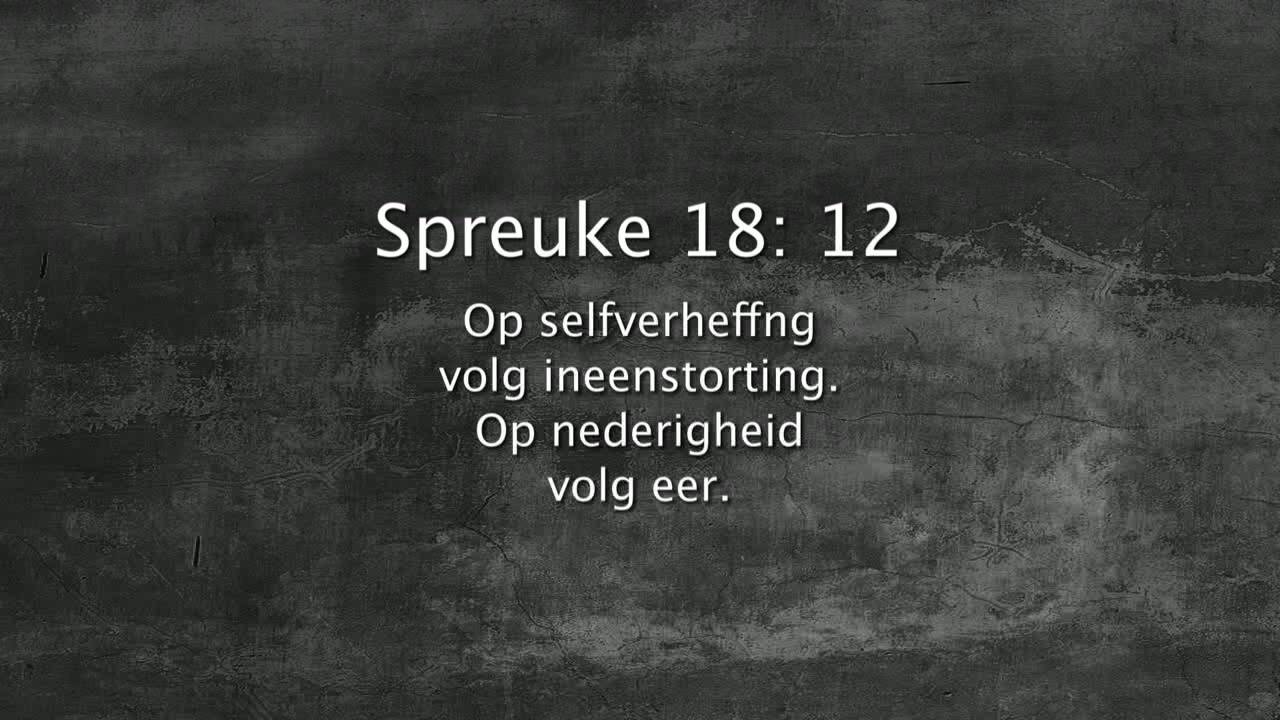 Spreuke 18: 12
Op selfverheffng
volg ineenstorting.
Op nederigheid
volg eer.